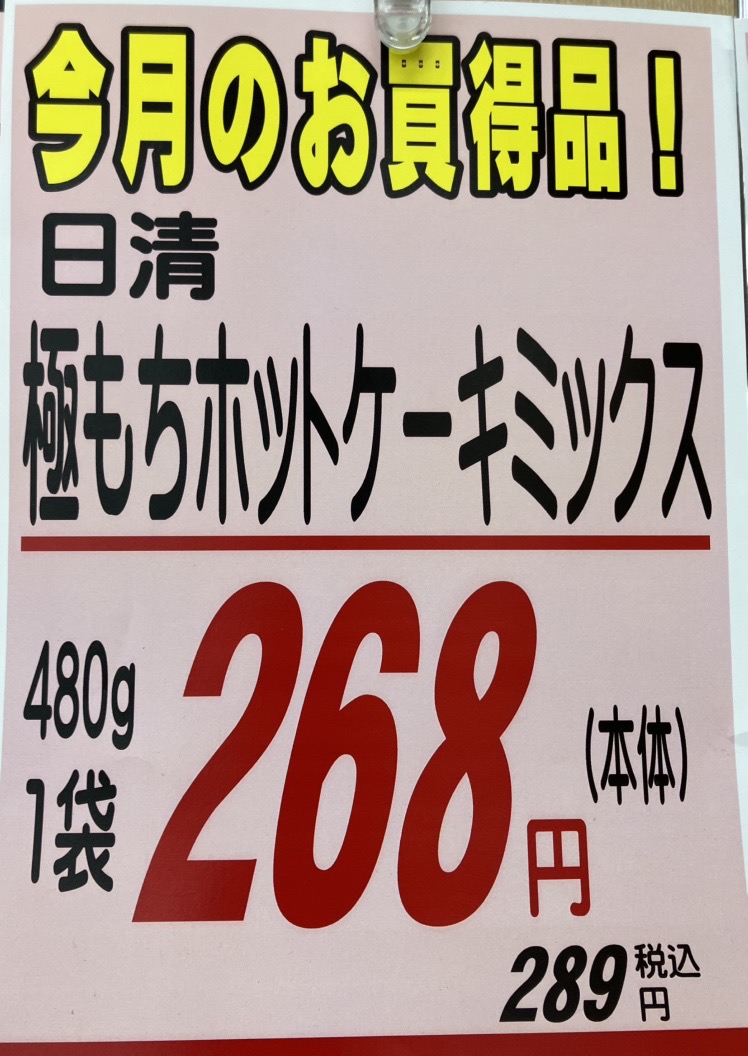 今月のお買得品！
日清
極もちホットケーキミックス
480g
1袋
268円
(本体)
289税込円